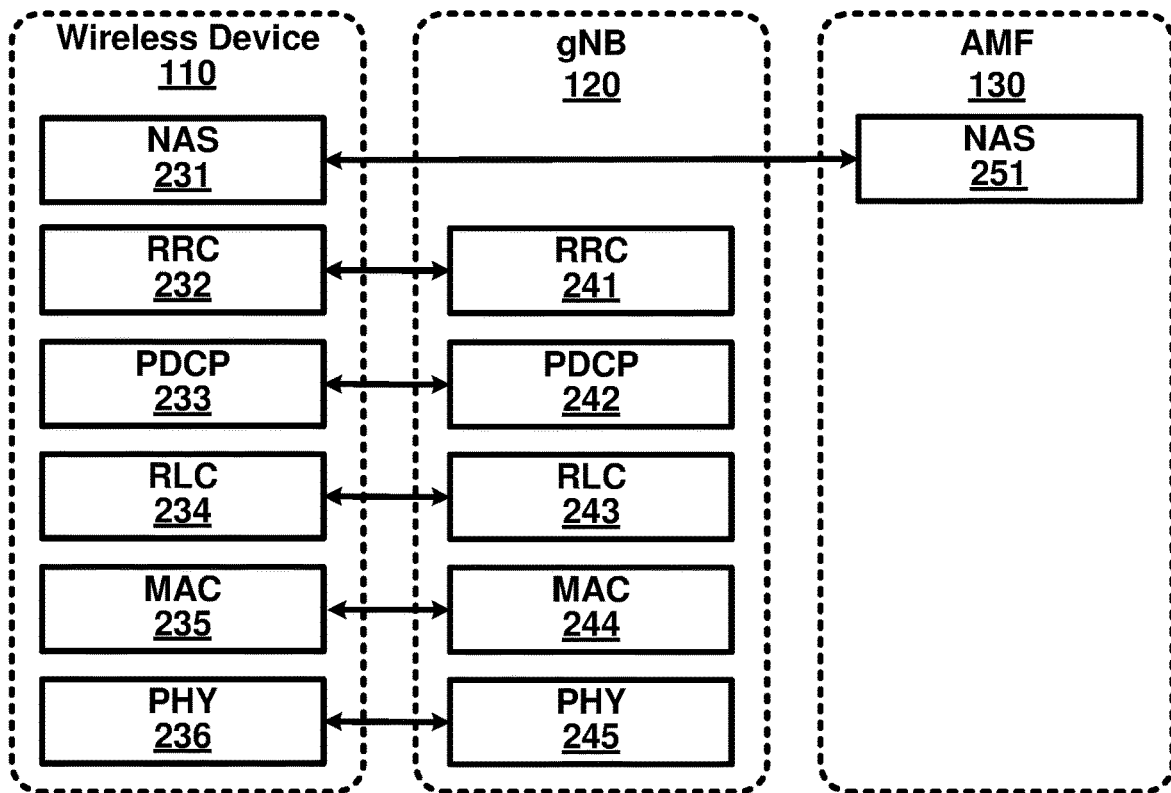 Wireless Device
110
NAS
231
RRC
232
PDCP
233
RLC
234
MAC
235
PHY
236
gNB
120
RRC
241
PDCP
242
RLC
243
MAC
244
PHY
245
AMF
130
NAS
251